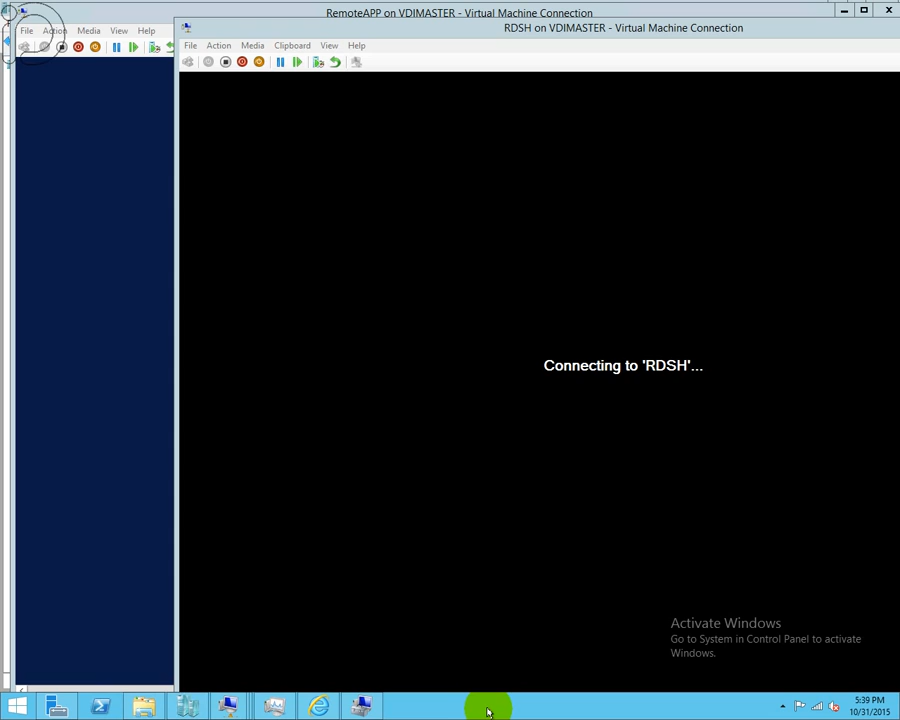 RemoteAPP on VDIMASTER - Virtual Machine Connection
File Action Media View Help
RDSH on VDIMASTER - Virtual Machine Connection
File Action Media Clipboard View Help
Connecting to 'RDSH'...
Activate Windows
Go to System in Control Panel to activate
Windows.
5:39 PM
10/31/2015